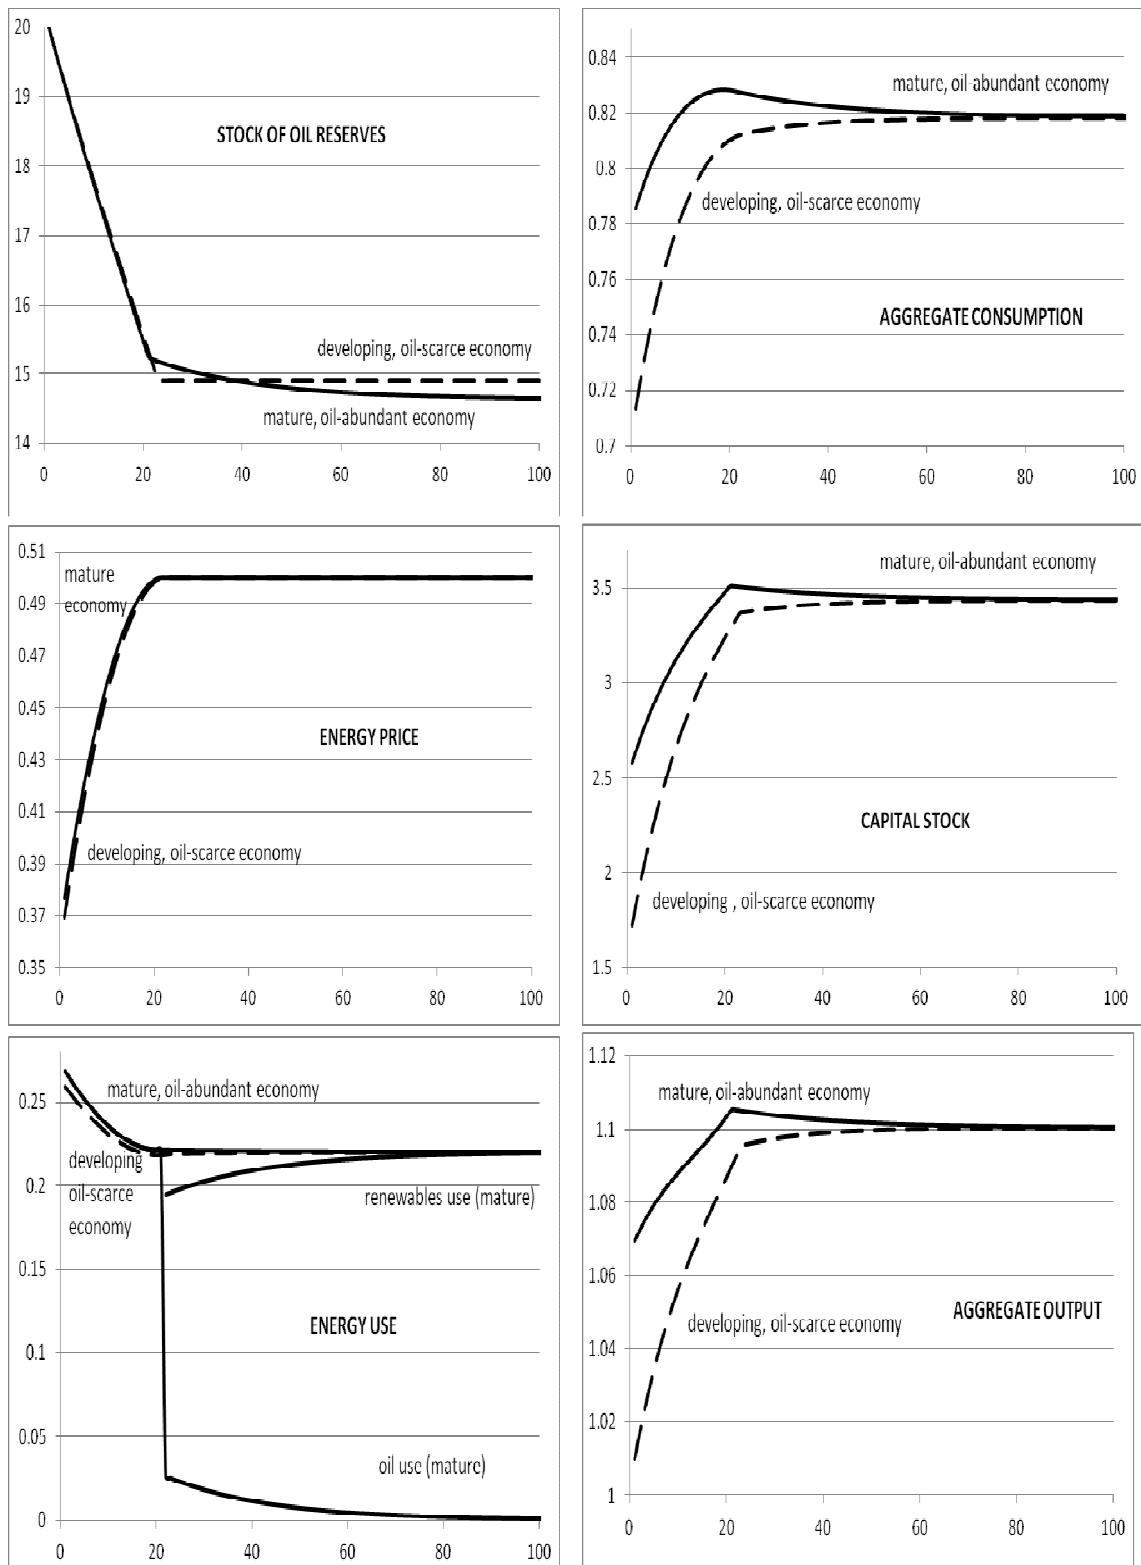 20
19
18
17
16
15
14
STOCK OF OIL RESERVES
developing, oil-scarce economy
mature, oil-abundant economy
0 20 40 60 80 100
0.84
0.82
0.8
0.78
0.76
0.74
0.72
0.7
mature, oil-abundant economy
developing, oil-scarce economy
AGGREGATE CONSUMPTION
0 20 40 60 80 100
0.51
0.49
0.47
0.45
0.43
0.41
0.39
0.37
0.35
mature
economy
ENERGY PRICE
developing, oil-scarce economy
0 20 40 60 80 100
3.5
3
2.5
2
1.5
mature, oil-abundant economy
CAPITAL STOCK
developing , oil-scarce economy
0 20 40 60 80 100
0.25
0.2
0.15
0.1
0.05
0
mature, oil-abundant economy
developing
oil-scarce
economy
renewables use (mature)
ENERGY USE
oil use (mature)
0 20 40 60 80 100
1.12
1.1
1.08
1.06
1.04
1.02
1
mature, oil-abundant economy
AGGREGATE OUTPUT
developing, oil-scarce economy
0 20 40 60 80 100